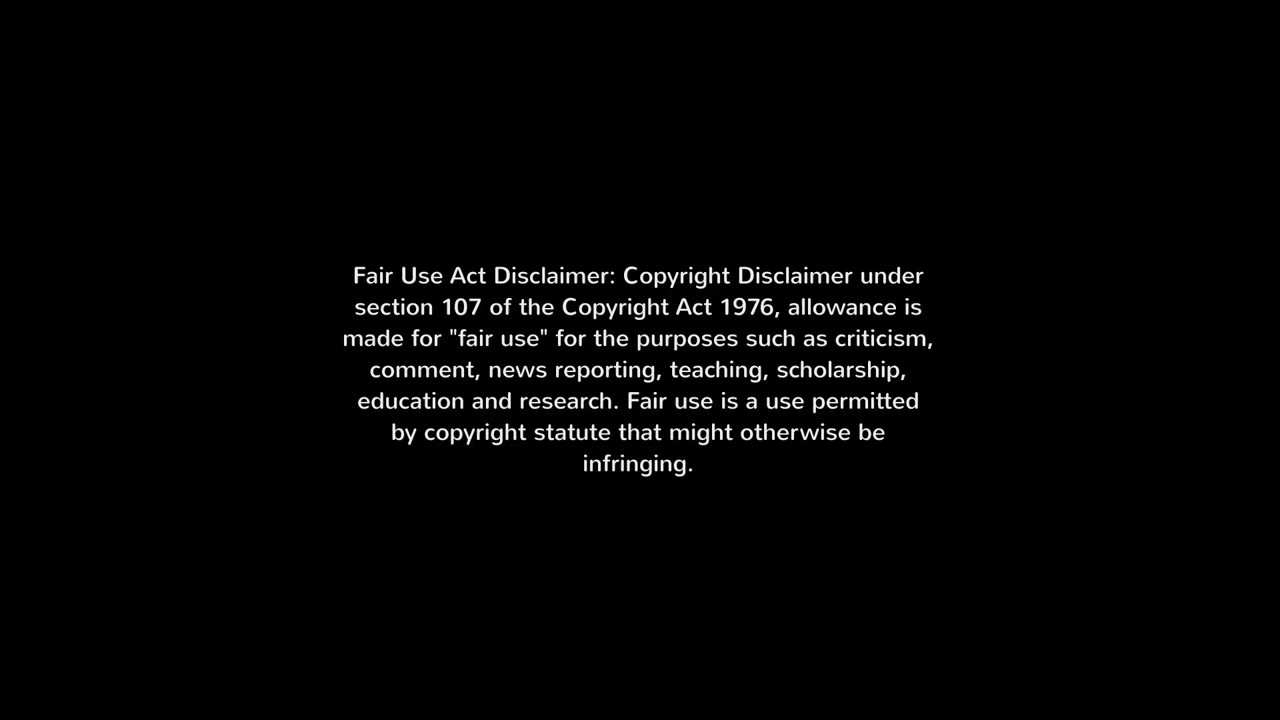 Fair Use Act Disclaimer: Copyright Disclaimer under
section 107 of the Copyright Act 1976, allowance is
made for "fair use" for the purposes such as criticism,
comment, news reporting, teaching, scholarship,
education and research. Fair use is a use permitted
by copyright statute that might otherwise be
infringing.